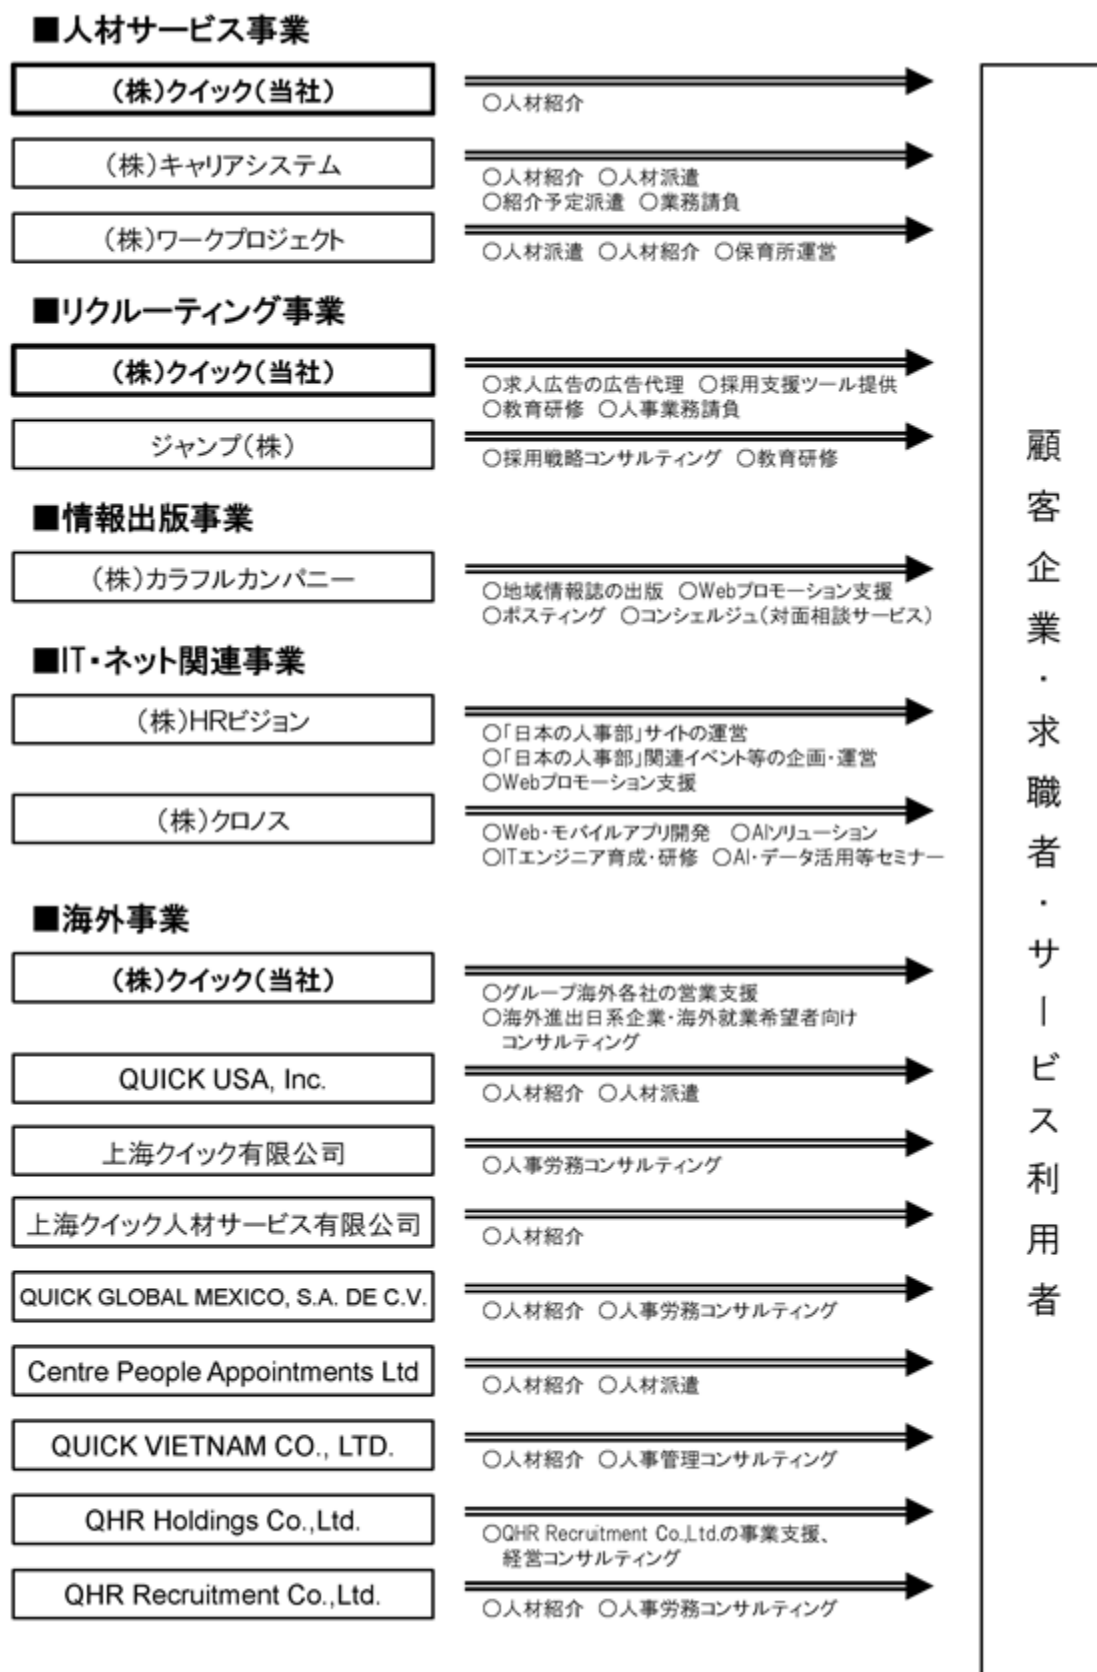 ■人材サービス事業
(株)クイック(当社)
○人材紹介
(株)キャリアシステム
○人材紹介 ○人材派遣
○紹介予定派遣 ○業務請負
(株)ワークプロジェクト
○人材派遣 ○人材紹介 ○保育所運営
■リクルーティング事業
(株)クイック(当社)
○求人広告の広告代理 ○採用支援ツール提供
○教育研修 ○人事業務請負
ジャンプ(株)
○採用戦略コンサルティング ○教育研修
■情報出版事業
(株)カラフルカンパニー
○地域情報誌の出版 ○Webプロモーション支援
○ポスティング ○コンシェルジュ(対面相談サービス)
■IT・ネット関連事業
(株)HRビジョン
○「日本の人事部」サイトの運営
○「日本の人事部」関連イベント等の企画・運営
○Webプロモーション支援
(株)クロノス
○Web・モバイルアプリ開発 ○AIソリューション
○ITエンジニア育成・研修 ○AI・データ活用等セミナー
■海外事業
(株)クイック(当社)
○グループ海外各社の営業支援
○海外進出日系企業・海外就業希望者向け
コンサルティング
QUICK USA, Inc.
○人材紹介 ○人材派遣
上海クイック有限公司
○人事労務コンサルティング
上海クイック人材サービス有限公司
○人材紹介
QUICK GLOBAL MEXICO, S.A. DE C.V.
○人材紹介 ○人事労務コンサルティング
Centre People Appointments Ltd
○人材紹介 ○人材派遣
QUICK VIETNAM CO., LTD.
○人材紹介 ○人事管理コンサルティング
QHR Holdings Co.,Ltd.
○QHR Recruitment Co.,Ltd.の事業支援、
経営コンサルティング
QHR Recruitment Co.,Ltd.
○人材紹介 ○人事労務コンサルティング
顧客企業・求職者・サービス利用者